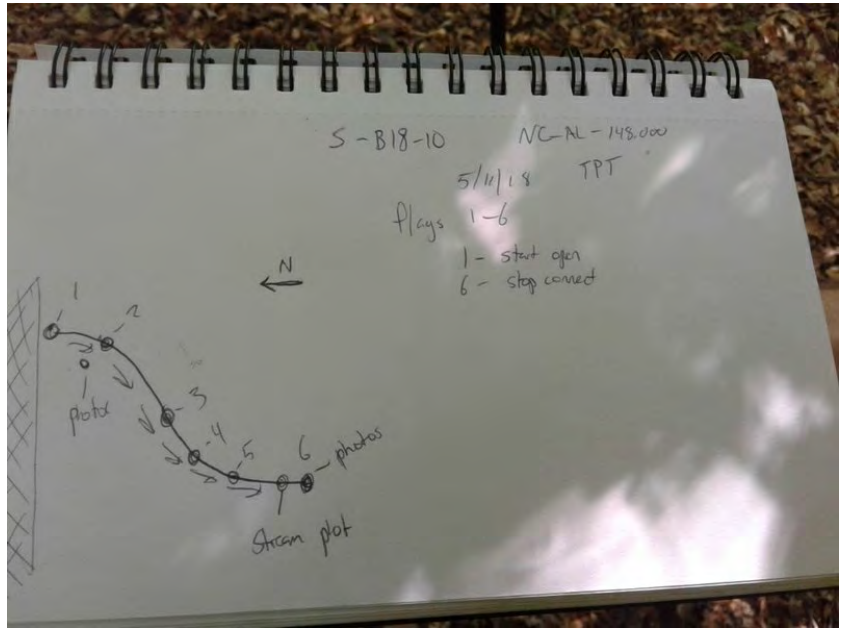 S-B18-10 NC-AL-148.000
5/11/18 TPT
flags 1-6
1- start open
6- stop connect
N
1
2
3
photos
4
5
6
photos
Stream plot